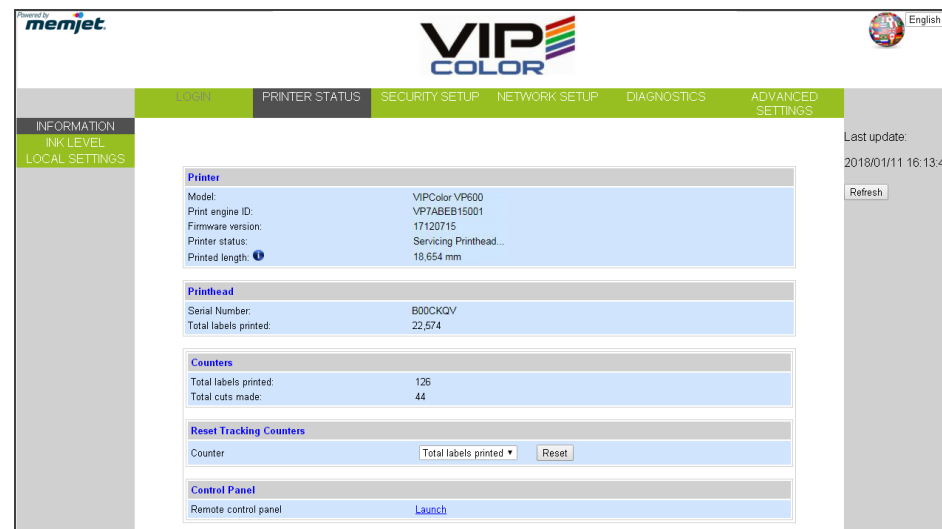 Powered by
memjet.
VIP
COLOR
English
LOGIN PRINTER STATUS SECURITY SETUP NETWORK SETUP DIAGNOSTICS ADVANCED SETTINGS
INFORMATION
INK LEVEL
LOCAL SETTINGS
Last update:
2018/01/11 16:13:4
Refresh
Printer
Model: VIPColor VP600
Print engine ID: VP7ABEB15001
Firmware version: 17120715
Printer status: Servicing Printhead...
Printed length: 18,654 mm
Printhead
Serial Number: B00CKQV
Total labels printed: 22,574
Counters
Total labels printed: 126
Total cuts made: 44
Reset Tracking Counters
Counter Total labels printed Reset
Control Panel
Remote control panel Launch